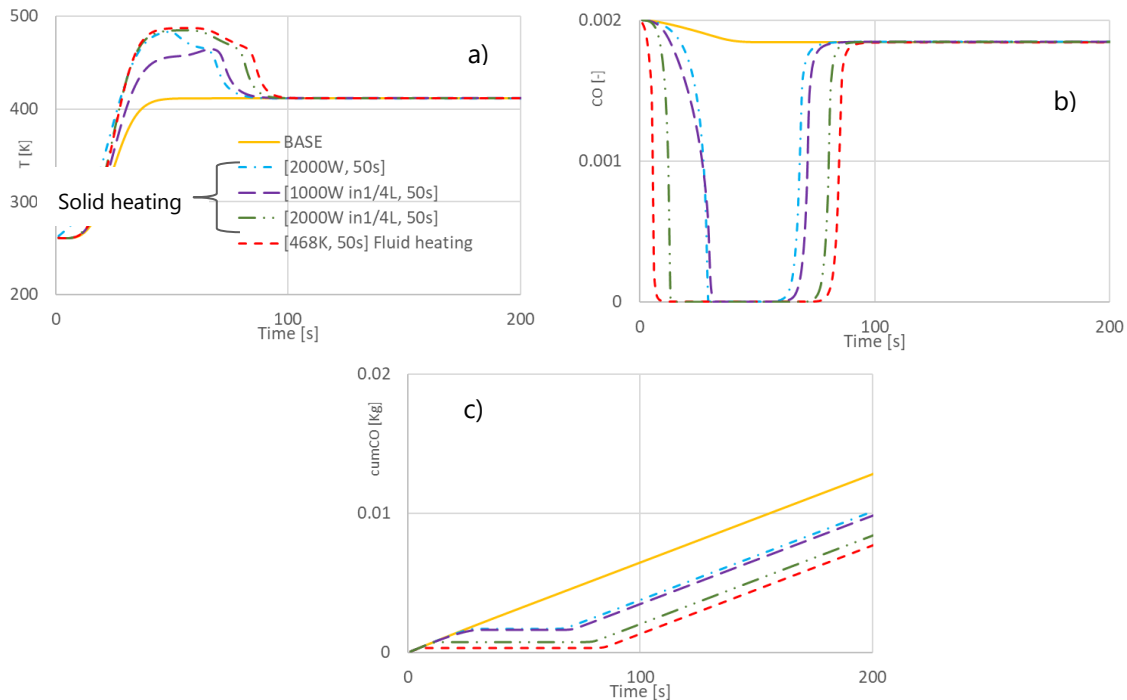 500
400
300
200
T [K]
a)
BASE
[2000W, 50s]
Solid heating
[1000W in1/4L, 50s]
[2000W in1/4L, 50s]
[468K, 50s] Fluid heating
0
100
200
Time [s]
0.002
0.001
0
CO [-]
b)
0
100
200
Time [s]
0.02
0.01
0
cumCO [Kg]
c)
0
100
200
Time [s]